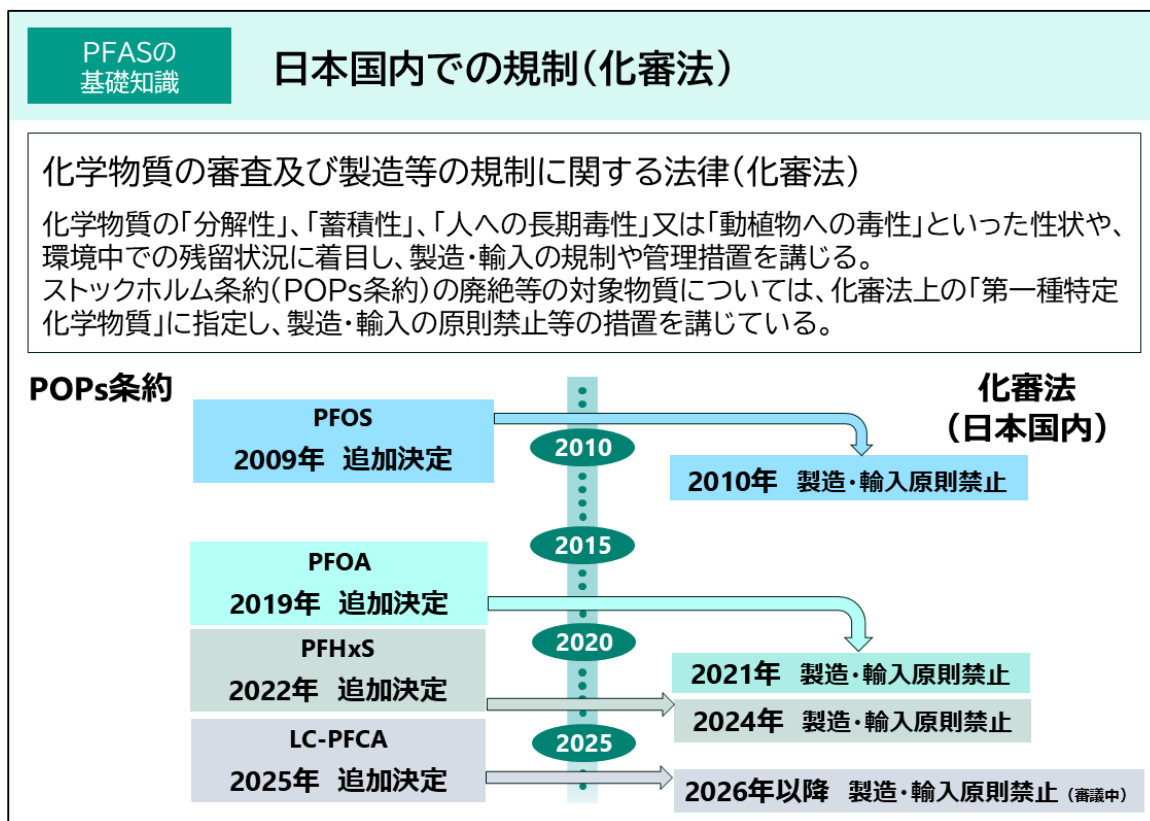 PFASの
基礎知識
日本国内での規制(化審法)
化学物質の審査及び製造等の規制に関する法律(化審法)
化学物質の「分解性」、「蓄積性」、「人への長期毒性」又は「動植物への毒性」といった性状や、
環境中での残留状況に着目し、製造・輸入の規制や管理措置を講じる。
ストックホルム条約(POPs条約)の廃絶等の対象物質については、化審法上の「第一種特定
化学物質」に指定し、製造・輸入の原則禁止等の措置を講じている。
POPs条約
化審法
(日本国内)
PFOS
2009年 追加決定
2010
2010年 製造・輸入原則禁止
2015
PFOA
2019年 追加決定
2020
2021年 製造・輸入原則禁止
PFHxS
2022年 追加決定
2024年 製造・輸入原則禁止
LC-PFCA
2025年 追加決定
2025
2026年以降 製造・輸入原則禁止(審議中)